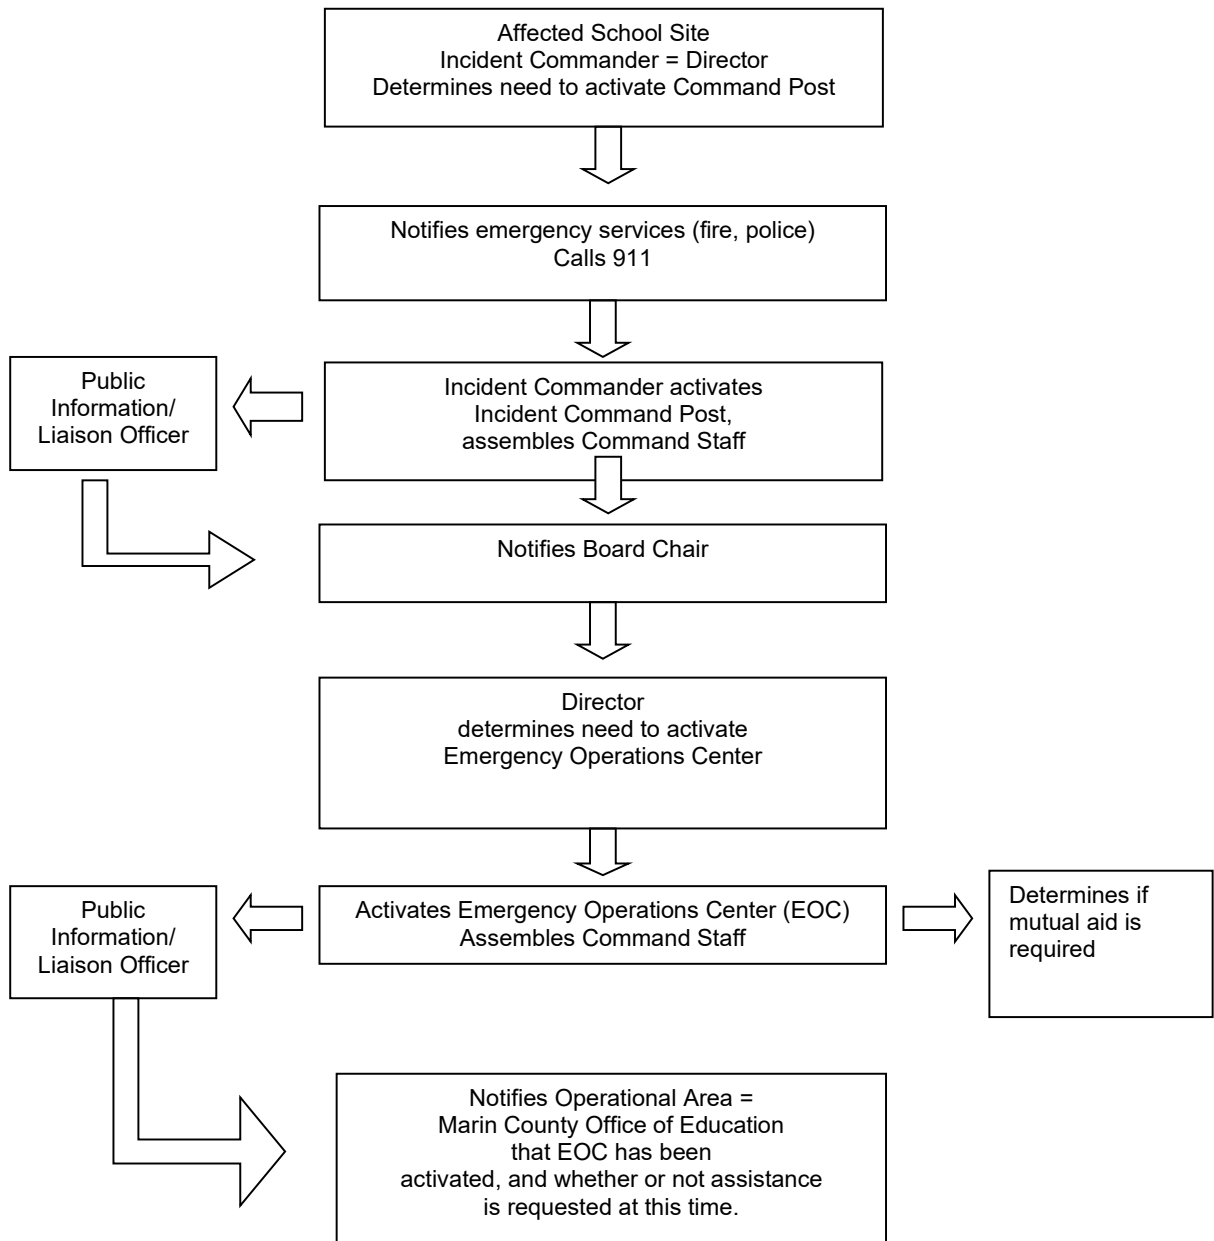 Affected School Site
Incident Commander = Director
Determines need to activate Command Post
Notifies emergency services (fire, police)
Calls 911
Public
Information/
Liaison Officer
Incident Commander activates
Incident Command Post,
assembles Command Staff
Notifies Board Chair
Director
determines need to activate
Emergency Operations Center
Public
Information/
Liaison Officer
Activates Emergency Operations Center (EOC)
Assembles Command Staff
Determines if
mutual aid is
required
Notifies Operational Area =
Marin County Office of Education
that EOC has been
activated, and whether or not assistance
is requested at this time.